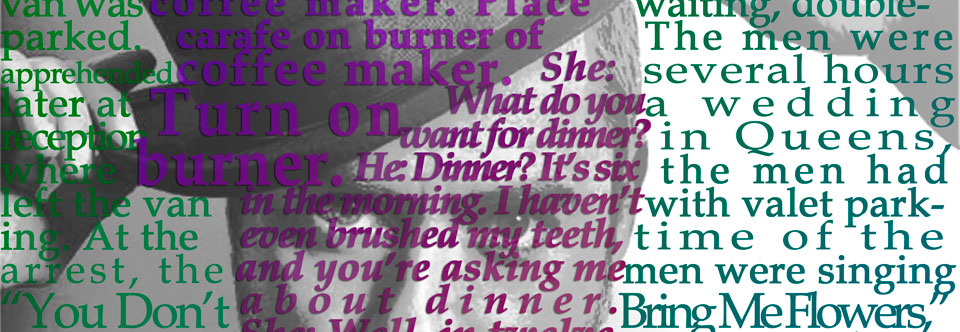 van was coffee maker. Place waiting, double-
parked. carafe on burner of The men were
apprehended coffee maker. She: several hours
later at Turn on What do you a wedding
reception want for dinner? in Queens,
where burner. He: Dinner? It's six the men had
left the van in the morning. I haven't with valet park-
ing. At the even brushed my teeth, time of the
arrest, the and you're asking me men were singing
“You Don't about dinner. Bring Me Flowers,”
She: Well, in twelve